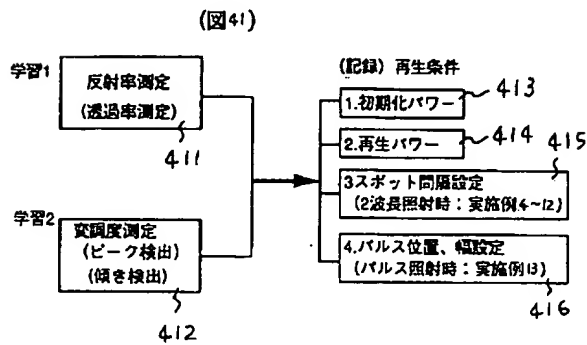 (図41)
学習1
反射率測定
(透過率測定)
411
学習2
変調度測定
(ピーク検出)
(傾き検出)
412
(記録) 再生条件
1.初期化パワー
413
2.再生パワー
414
415
3スポット間隔設定
(2波長照射時:実施例4~12)
4.パルス位置、幅設定
(パルス照射時:実施例13)
416